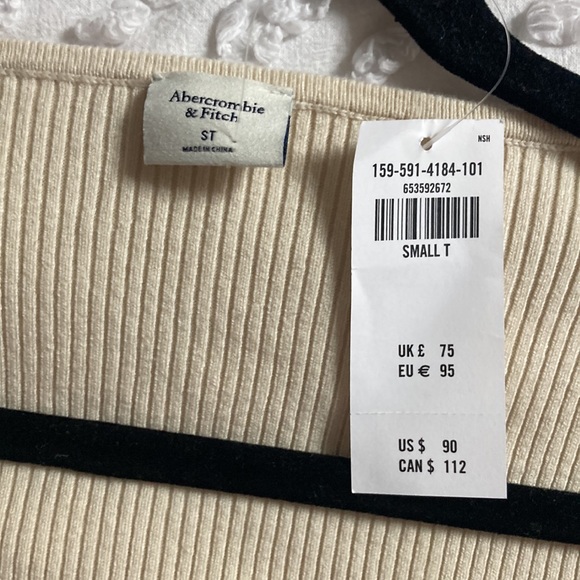 Abercrombie
& Fitch
ST
MADE IN CHINA
NSH
159-591-4184-101
653592672
SMALL T
UK £ 75
EU € 95
US $ 90
CAN $ 112